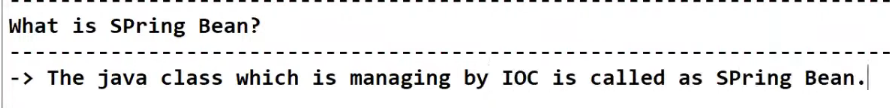 What is SPring Bean?
-> The java class which is managing by IOC is called as SPring Bean.